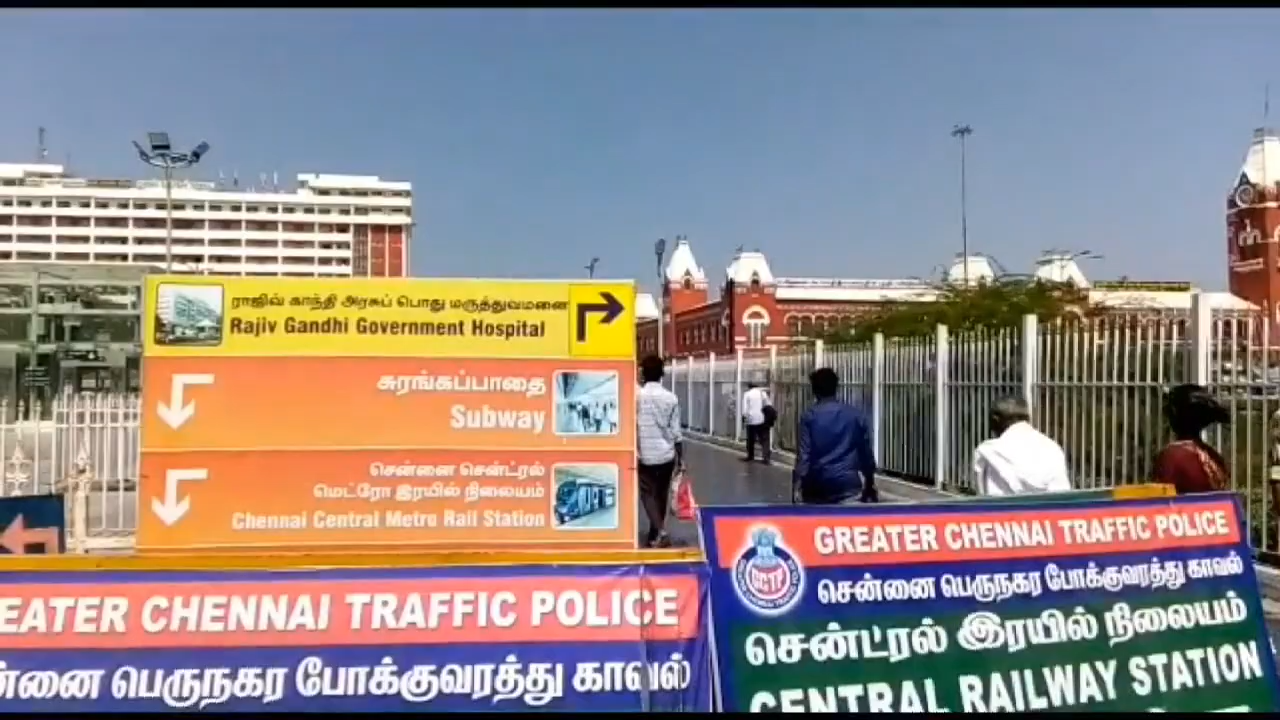 ராஜிவ் காந்தி அரசுப் பொது மருத்துவமனை
Rajiv Gandhi Government Hospital
சுரங்கப்பாதை
Subway
சென்னை சென்ட்ரல்
மெட்ரோ இரயில் நிலையம்
Chennai Central Metro Rail Station
EATER CHENNAI TRAFFIC POLICE
ன்னை பெருநகர போக்குவரத்து காவல்
GREATER CHENNAI TRAFFIC POLICE
GCTP
சென்னை பெருநகர போக்குவரத்து காவல்
சென்ட்ரல் இரயில் நிலையம்
CENTRAL RAILWAY STATION